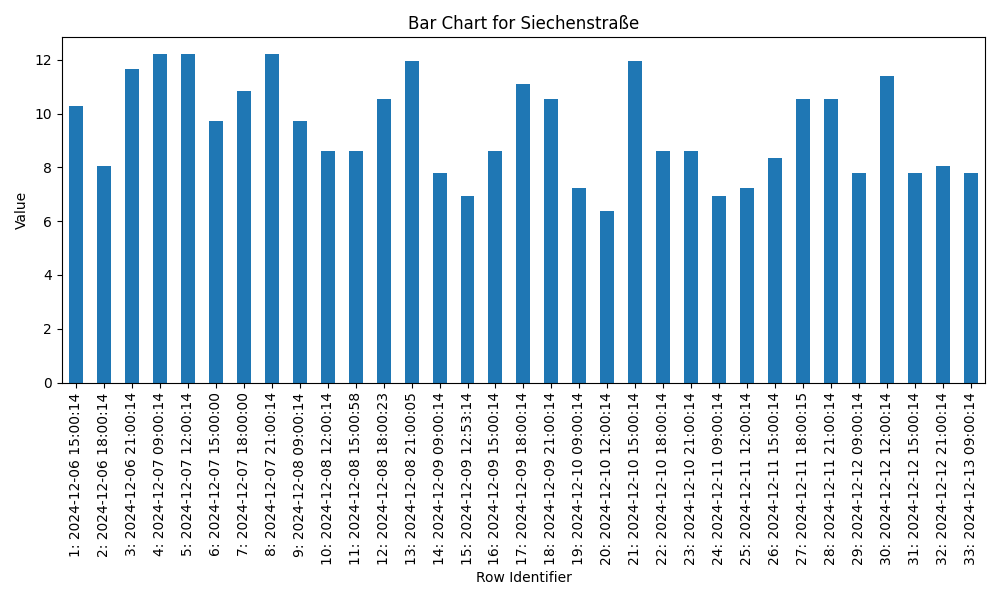 Bar Chart for Siechenstraße
Value
12
10
8
6
4
2
0
1: 2024-12-06 15:00:14
2: 2024-12-06 18:00:14
3: 2024-12-06 21:00:14
4: 2024-12-07 09:00:14
5: 2024-12-07 12:00:14
6: 2024-12-07 15:00:00
7: 2024-12-07 18:00:00
8: 2024-12-07 21:00:14
9: 2024-12-08 09:00:14
10: 2024-12-08 12:00:14
11: 2024-12-08 15:00:58
12: 2024-12-08 18:00:23
13: 2024-12-08 21:00:05
14: 2024-12-09 09:00:14
15: 2024-12-09 12:53:14
16: 2024-12-09 15:00:14
17: 2024-12-09 18:00:14
18: 2024-12-09 21:00:14
19: 2024-12-10 09:00:14
20: 2024-12-10 12:00:14
21: 2024-12-10 15:00:14
22: 2024-12-10 18:00:14
23: 2024-12-10 21:00:14
24: 2024-12-11 09:00:14
25: 2024-12-11 12:00:14
26: 2024-12-11 15:00:14
27: 2024-12-11 18:00:15
28: 2024-12-11 21:00:14
29: 2024-12-12 09:00:14
30: 2024-12-12 12:00:14
31: 2024-12-12 15:00:14
32: 2024-12-12 21:00:14
33: 2024-12-13 09:00:14
Row Identifier